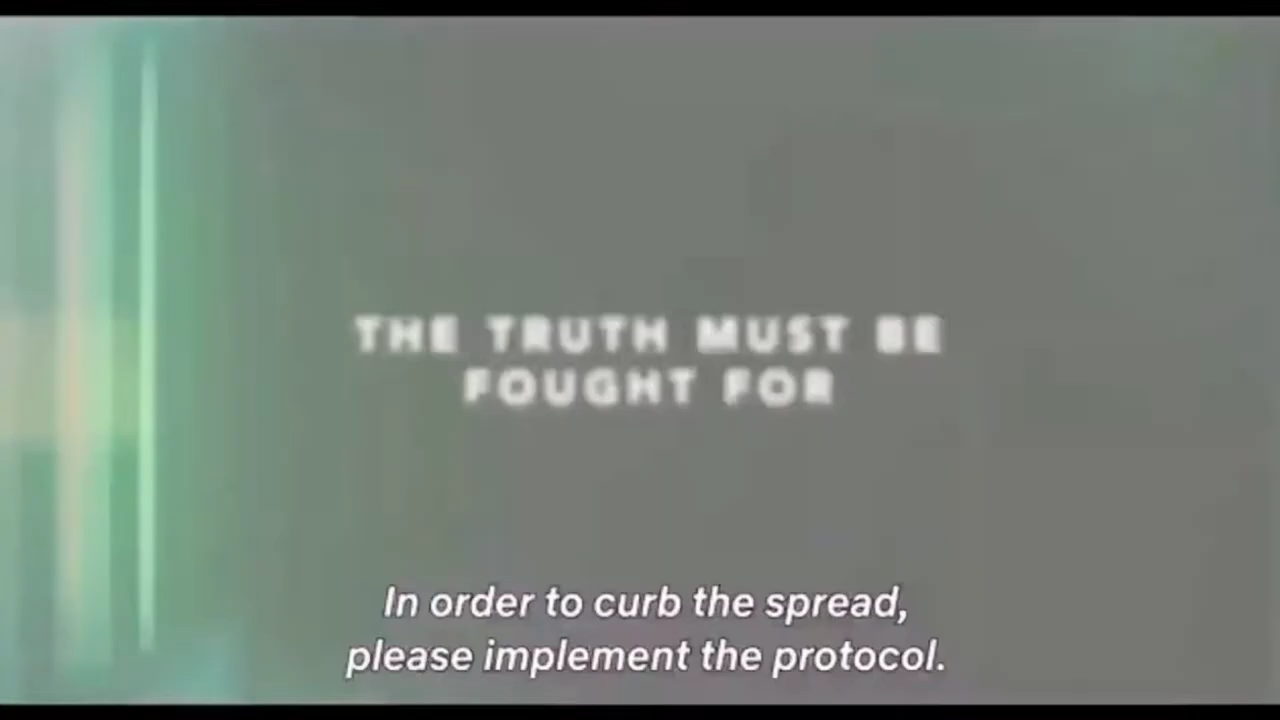 THE TRUTH MUST BE
FOUGHT FOR
In order to curb the spread,
please implement the protocol.